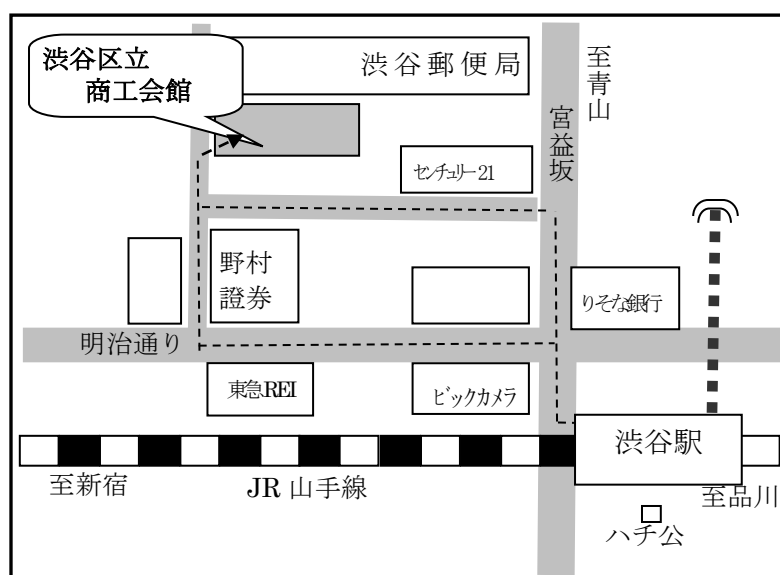 渋谷区立
商工会館
渋谷郵便局
至青山
宮益坂
センチュリー21
野村
證券
りそな銀行
明治通り
東急REI
ビックカメラ
渋谷駅
至新宿
JR 山手線
至品川
ハチ公